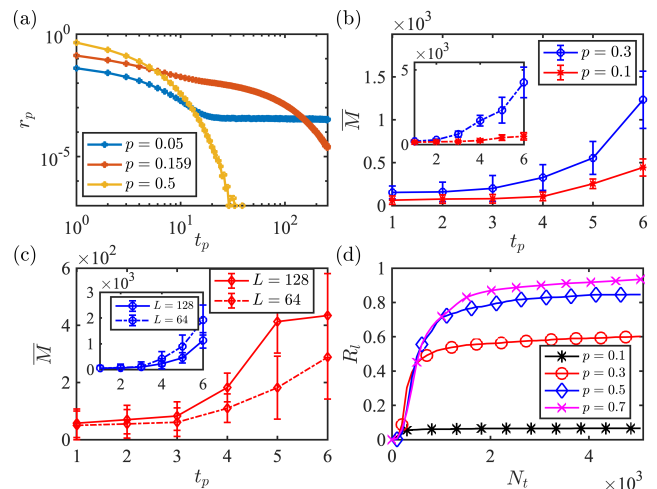 (a)
10^0
10^{-5}
r_p
p = 0.05
p = 0.159
p = 0.5
10^0 10^1 10^2
t_p
(b)
×10^3
2
1.5
1
0.5
0
M̅
p = 0.3
p = 0.1
×10^3
5
0
2 4 6
1 2 3 4 5 6
t_p
(c)
×10^2
6
4
2
0
M̅
L = 128
L = 64
×10^3
3
2
1
0
L = 128
L = 64
1 2 3 4 5 6
1 2 3 4 5 6
t_p
(d)
1
0.8
0.6
0.4
0.2
0
R_l
p = 0.1
p = 0.3
p = 0.5
p = 0.7
0 2 4
×10^3
N_t